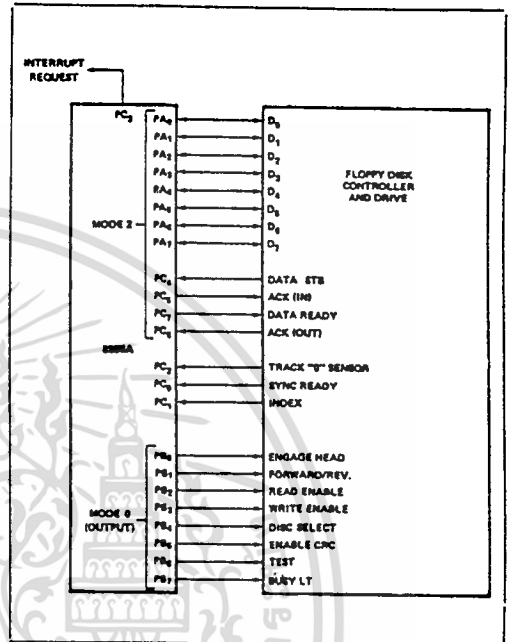 INTERRUPT
REQUEST
PC3 PA0 D0
PA1 D1
PA2 D2
PA3 D3
PA4 D4
PA5 D5
PA6 D6
PA7 D7
FLOPPY DISK
CONTROLLER
AND DRIVE
MODE 2
PC4 DATA STB
PC5 ACK (IN)
PC7 DATA READY
PC6 ACK (OUT)
PC2 TRACK "0" SENSOR
PC0 SYNC READY
PC1 INDEX
MODE 0
(OUTPUT)
PB0 ENGAGE HEAD
PB1 FORWARD/REV.
PB2 READ ENABLE
PB3 WRITE ENABLE
PB4 DISC SELECT
PB5 ENABLE CRC
PB6 TEST
PB7 BUSY LT